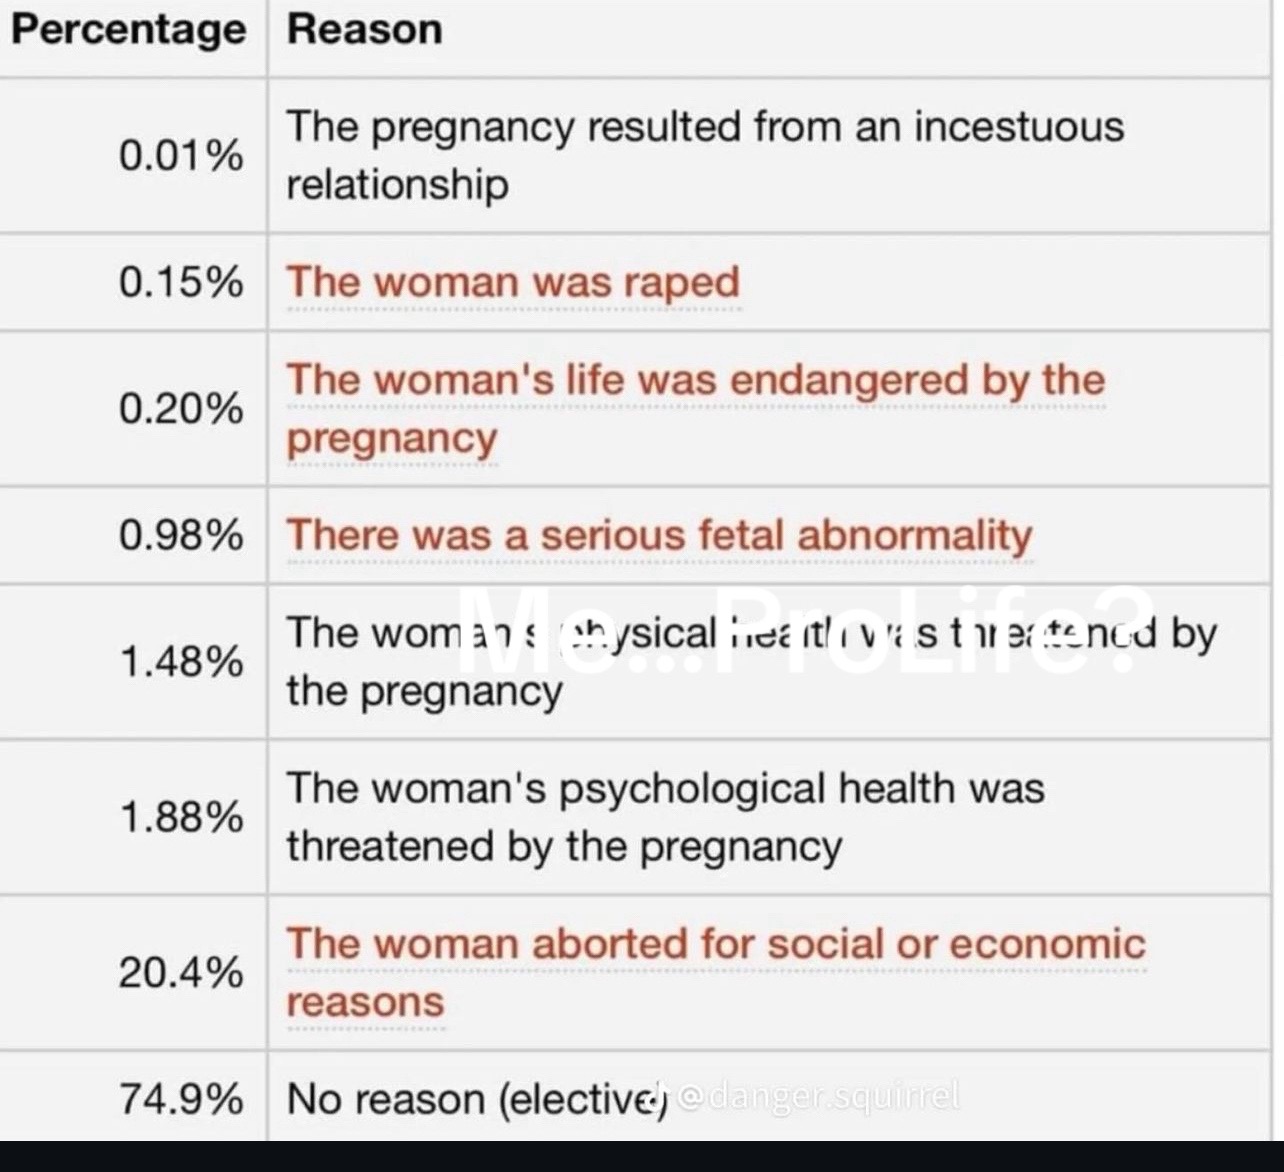 Percentage Reason
0.01% The pregnancy resulted from an incestuous
relationship
0.15% The woman was raped
0.20% The woman's life was endangered by the
pregnancy
0.98% There was a serious fetal abnormality
Me...ProLife?
1.48% The woman's physical health was threatened by
the pregnancy
1.88% The woman's psychological health was
threatened by the pregnancy
20.4% The woman aborted for social or economic
reasons
74.9% No reason (elective) @danger.squirrel